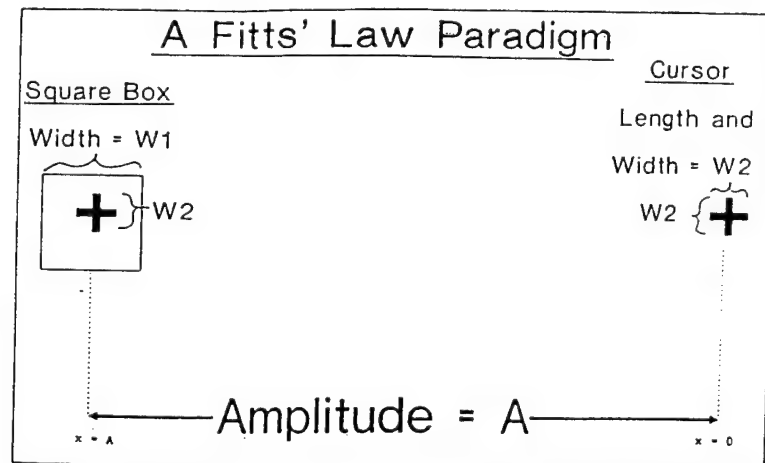 A Fitts' Law Paradigm
Square Box
Width = W1
W2
Cursor
Length and
Width = W2
W2
Amplitude = A
x = A
x = 0